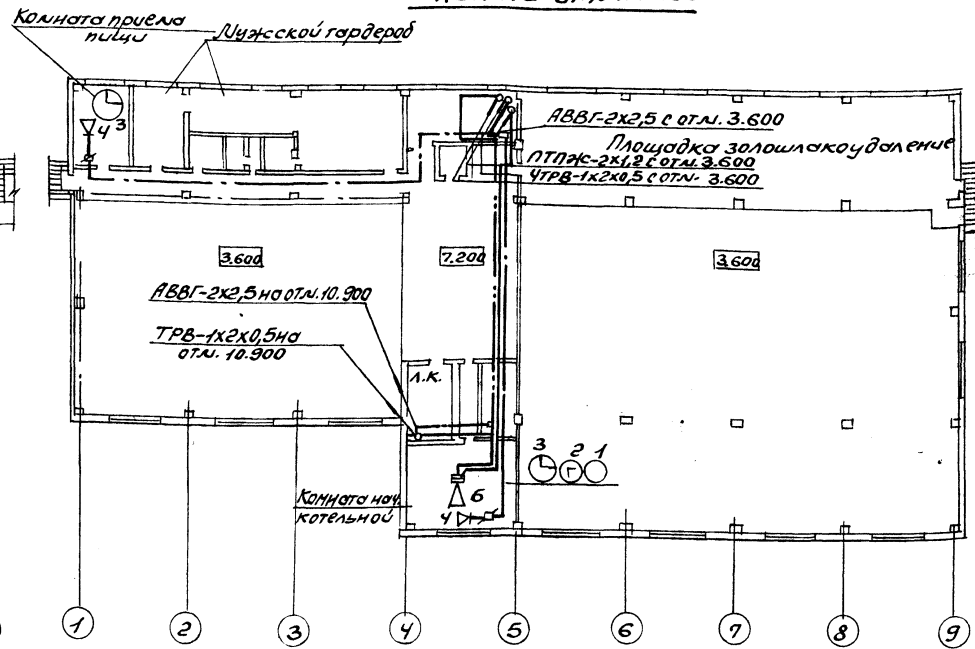 Комната приема
пищи
Мужской гардероб
3
4
АВВГ-2х2,5 с отм. 3.600
Площадка золошлакоудаление
ПТПЖ-2х1,2 с отм. 3.600
ЧТРВ-1х2х0,5 с отм. 3.600
3.600
7.200
3.600
АВВГ-2х2,5 на отм. 10.900
ТРВ-1х2х0,5 на
отм. 10.900
Л.К.
3 2 1
Г
6
4
Комната нач.
котельной
1 2 3 4 5 6 7 8 9